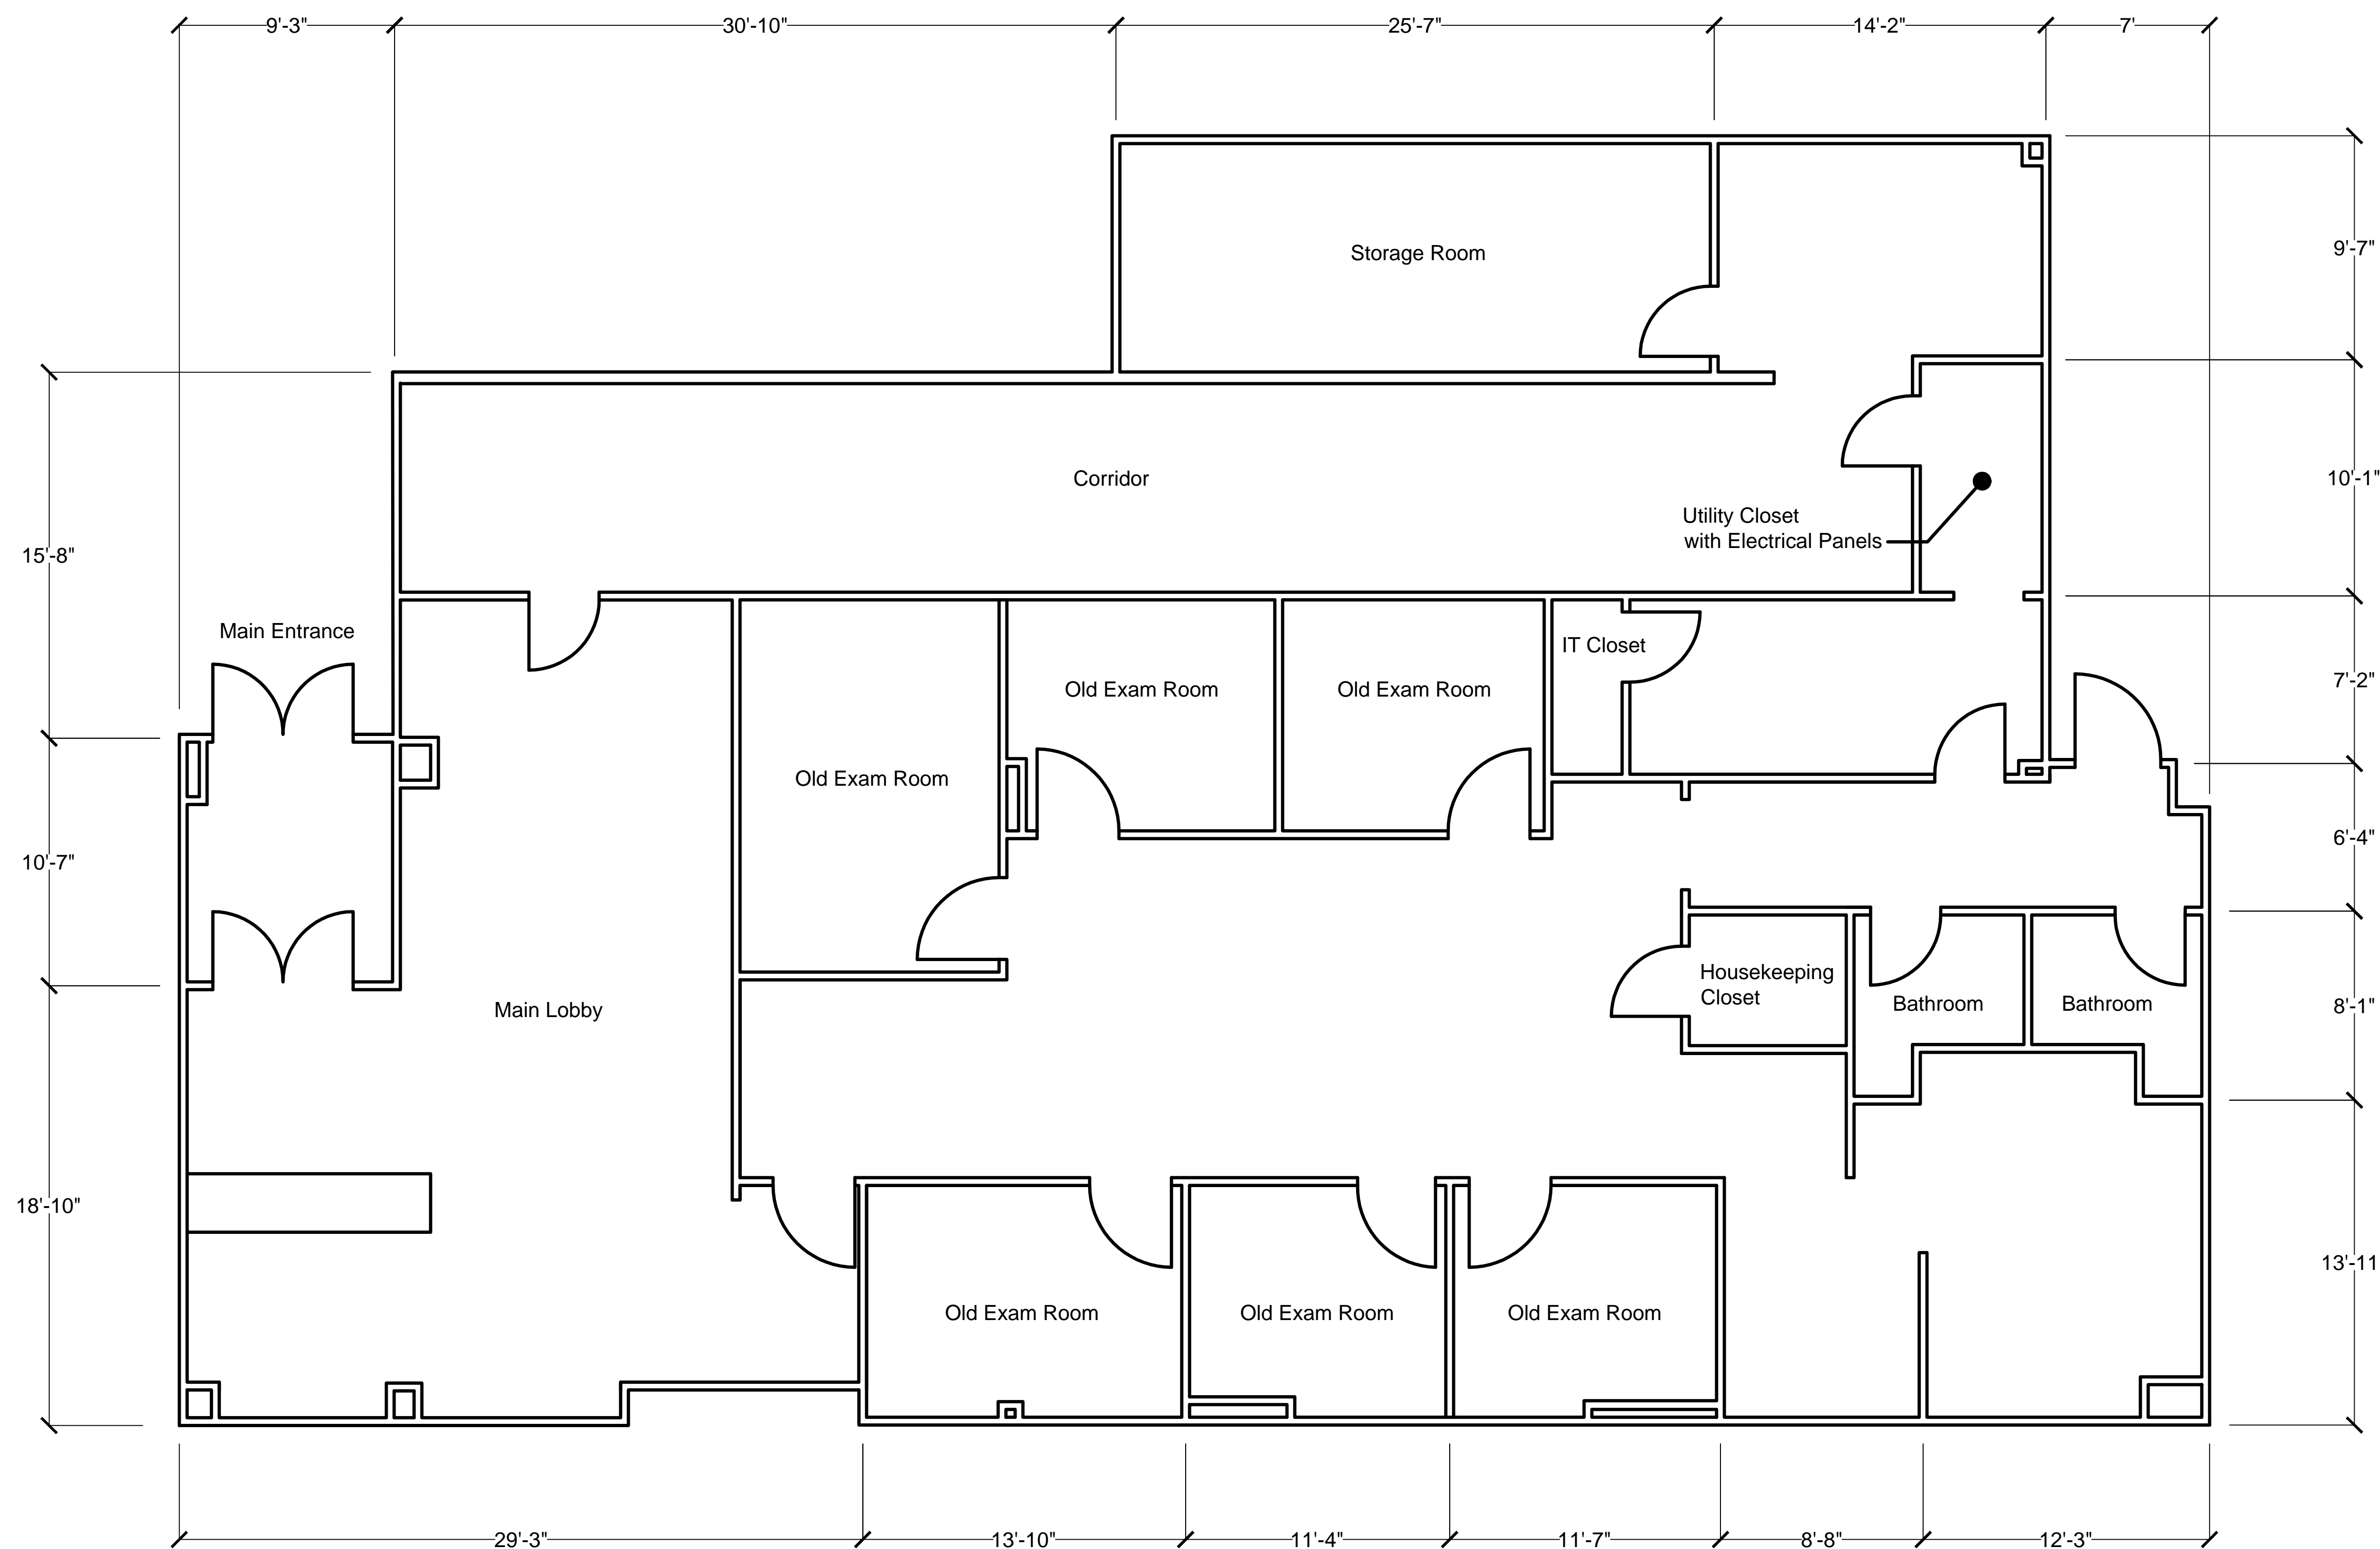 9'-3"
30'-10"
25'-7"
14'-2"
7'
Storage Room
9'-7"
Corridor
10'-1"
Utility Closet
with Electrical Panels
15'-8"
Main Entrance
IT Closet
Old Exam Room
Old Exam Room
7'-2"
Old Exam Room
6'-4"
10'-7"
Housekeeping
Closet
Bathroom
Bathroom
8'-1"
Main Lobby
18'-10"
13'-11
Old Exam Room
Old Exam Room
Old Exam Room
29'-3"
13'-10"
11'-4"
11'-7"
8'-8"
12'-3"